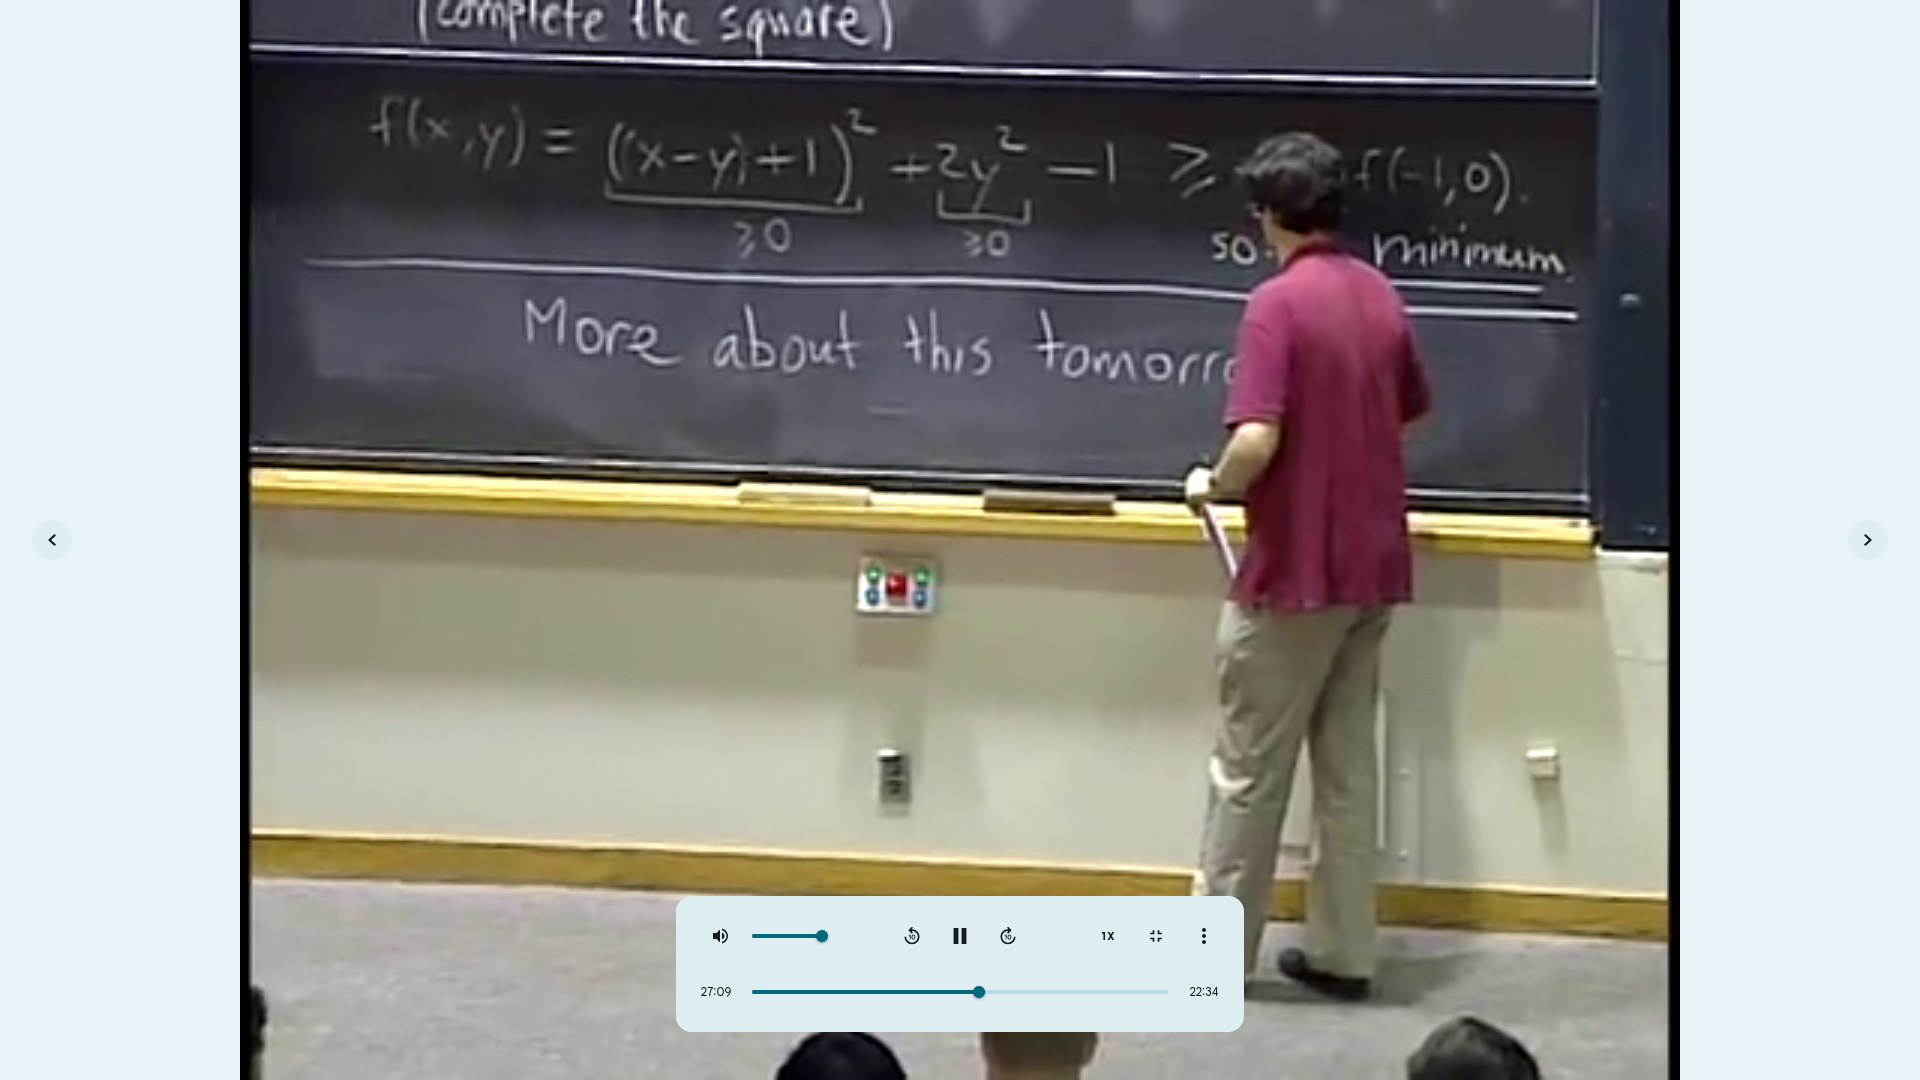 (complete the square)
f(x,y) = ((x-y)+1)² + 2y² - 1 ≥ f(-1,0).
≥0 ≥0 so minimum.
More about this
1X
27:09 22:34